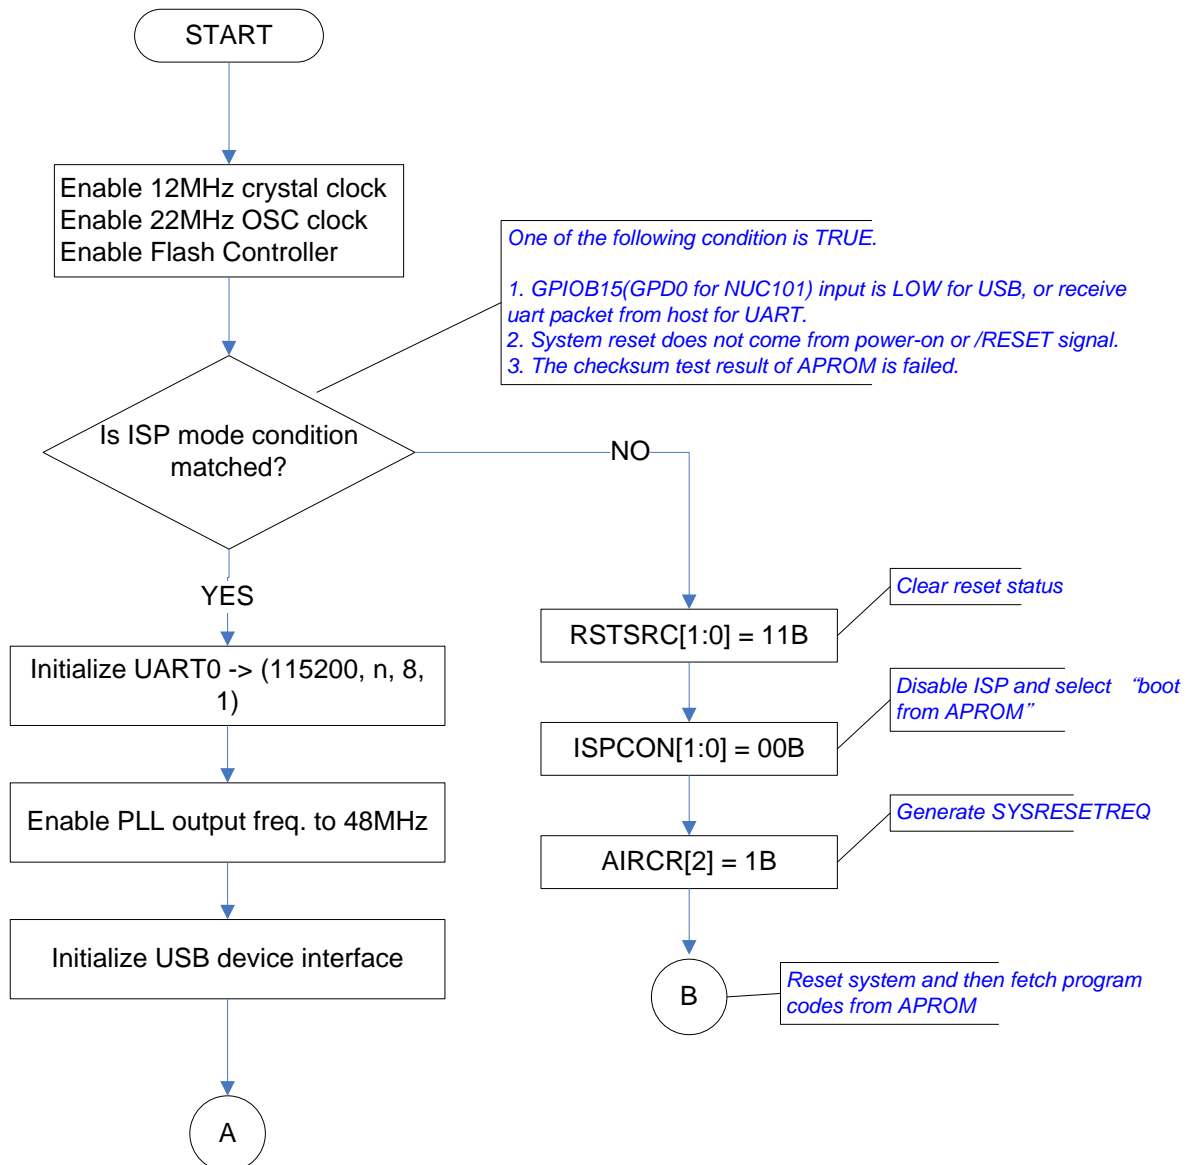 START
Enable 12MHz crystal clock
Enable 22MHz OSC clock
Enable Flash Controller
One of the following condition is TRUE.
1. GPIOB15(GPD0 for NUC101) input is LOW for USB, or receive
uart packet from host for UART.
2. System reset does not come from power-on or /RESET signal.
3. The checksum test result of APROM is failed.
Is ISP mode condition
matched?
NO
YES
Clear reset status
RSTSRC[1:0] = 11B
Initialize UART0 -> (115200, n, 8,
1)
Disable ISP and select “boot
from APROM”
ISPCON[1:0] = 00B
Enable PLL output freq. to 48MHz
Generate SYSRESETREQ
AIRCR[2] = 1B
Initialize USB device interface
B
Reset system and then fetch program
codes from APROM
A